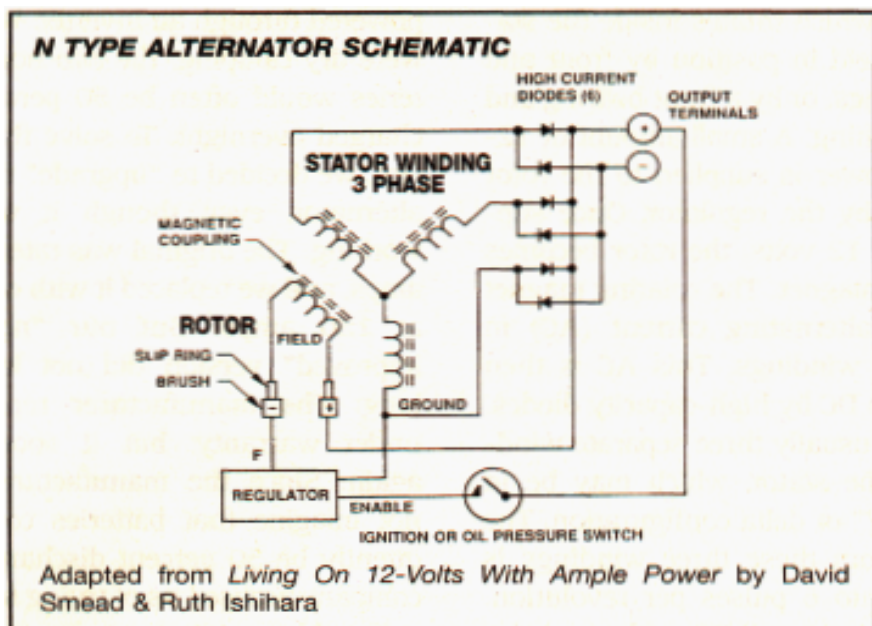 N TYPE ALTERNATOR SCHEMATIC
HIGH CURRENT
DIODES (6)
OUTPUT
TERMINALS
+
−
STATOR WINDING
3 PHASE
MAGNETIC
COUPLING
ROTOR
FIELD
SLIP RING
BRUSH
−
+
GROUND
F
REGULATOR
ENABLE
IGNITION OR OIL PRESSURE SWITCH
Adapted from Living On 12-Volts With Ample Power by David
Smead & Ruth Ishihara